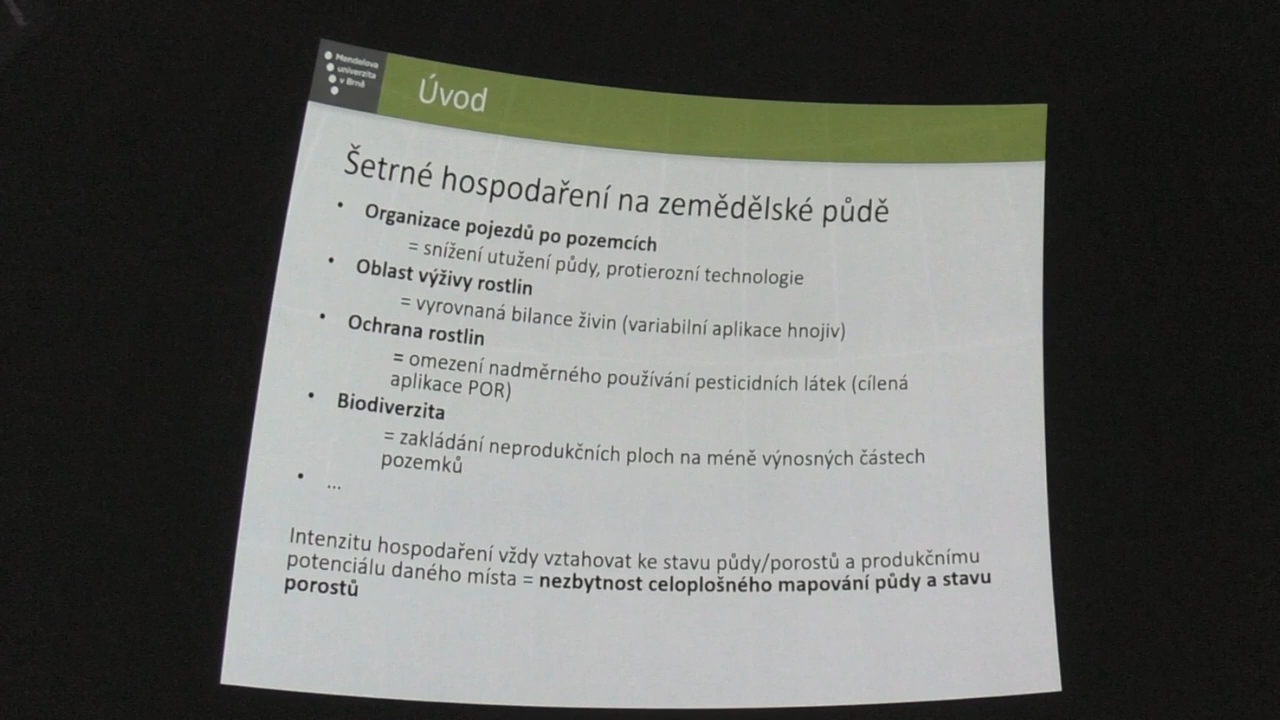 Mendelova
univerzita
v Brně
Úvod
Šetrné hospodaření na zemědělské půdě
• Organizace pojezdů po pozemcích
= snížení utužení půdy, protierozní technologie
• Oblast výživy rostlin
= vyrovnaná bilance živin (variabilní aplikace hnojiv)
• Ochrana rostlin
= omezení nadměrného používání pesticidních látek (cílená
aplikace POR)
• Biodiverzita
= zakládání neprodukčních ploch na méně výnosných částech
pozemků
• ...
Intenzitu hospodaření vždy vztahovat ke stavu půdy/porostů a produkčnímu
potenciálu daného místa = nezbytnost celoplošného mapování půdy a stavu
porostů